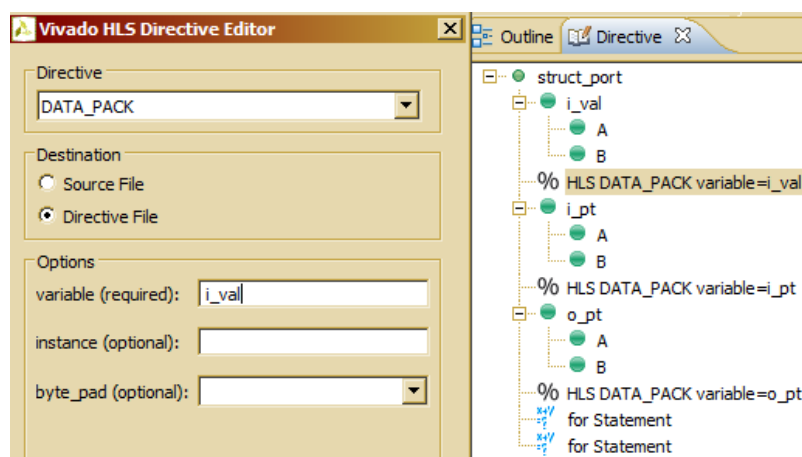 Vivado HLS Directive Editor
Directive
DATA_PACK
Destination
Source File
Directive File
Options
variable (required): i_val
instance (optional):
byte_pad (optional):
Outline Directive
struct_port
i_val
A
B
% HLS DATA_PACK variable=i_val
i_pt
A
B
% HLS DATA_PACK variable=i_pt
o_pt
A
B
% HLS DATA_PACK variable=o_pt
for Statement
for Statement